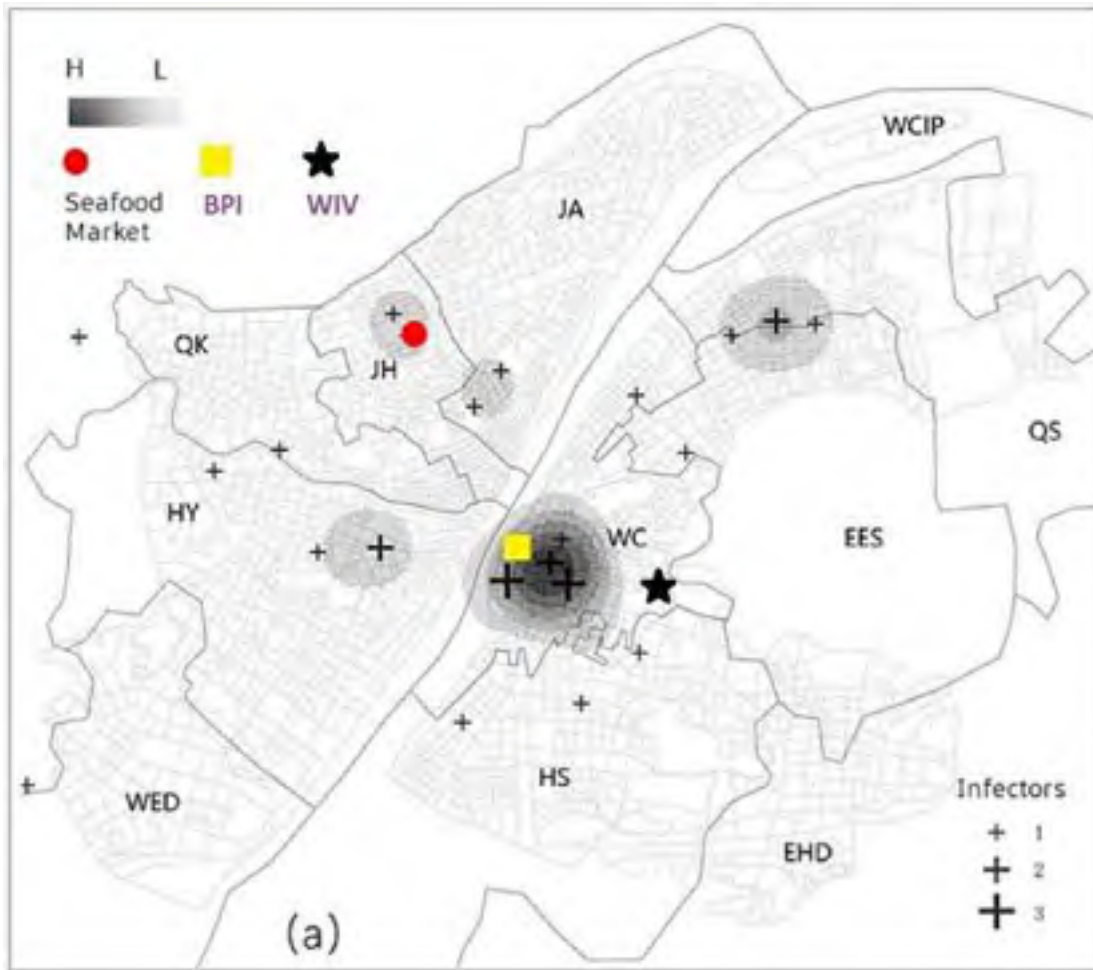 H L
Seafood
Market
BPI
WIV
WCIP
JA
QK
JH
QS
HY
WC
EES
WED
HS
EHD
Infectors
1
2
3
(a)